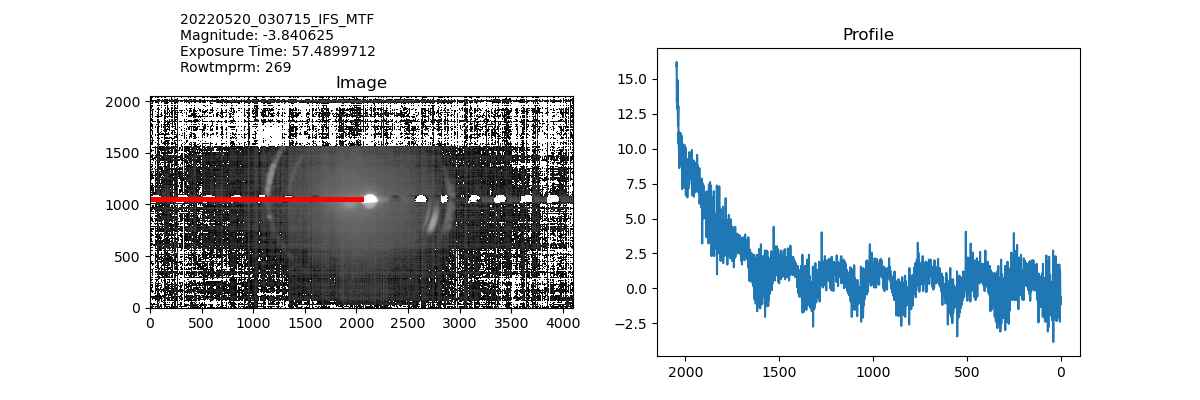 20220520_030715_IFS_MTF
Magnitude: -3.840625
Exposure Time: 57.4899712
Rowtmprm: 269
Image
2000
1500
1000
500
0
0 500 1000 1500 2000 2500 3000 3500 4000
Profile
15.0
12.5
10.0
7.5
5.0
2.5
0.0
−2.5
2000 1500 1000 500 0